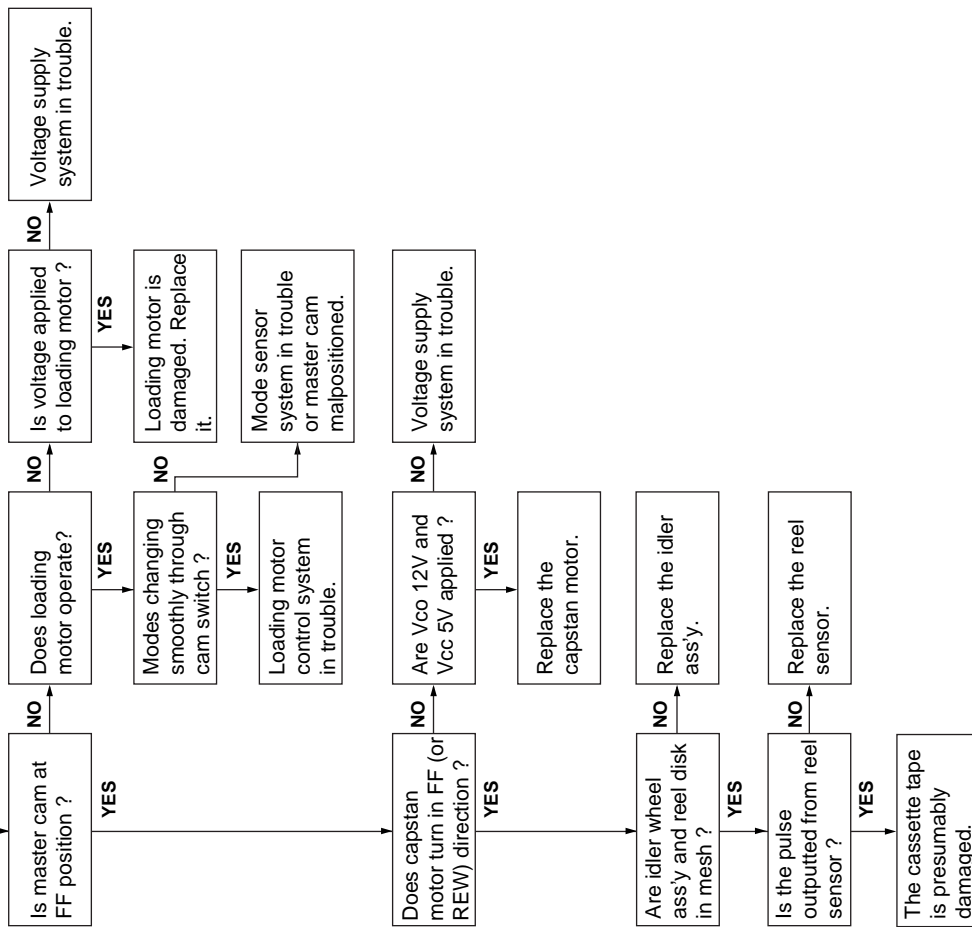 Is master cam at
FF position ?
NO
Does loading
motor operate?
NO
Is voltage applied
to loading motor ?
NO
Voltage supply
system in trouble.
YES
Loading motor is
damaged. Replace
it.
YES
Modes changing
smoothly through
cam switch ?
NO
Mode sensor
system in trouble
or master cam
malpositioned.
YES
Loading motor
control system
in trouble.
YES
Does capstan
motor turn in FF (or
REW) direction ?
NO
Are Vco 12V and
Vcc 5V applied ?
NO
Voltage supply
system in trouble.
YES
Replace the
capstan motor.
YES
Are idler wheel
ass'y and reel disk
in mesh ?
NO
Replace the idler
ass'y.
YES
Is the pulse
outputted from reel
sensor ?
NO
Replace the reel
sensor.
YES
The cassette tape
is presumably
damaged.